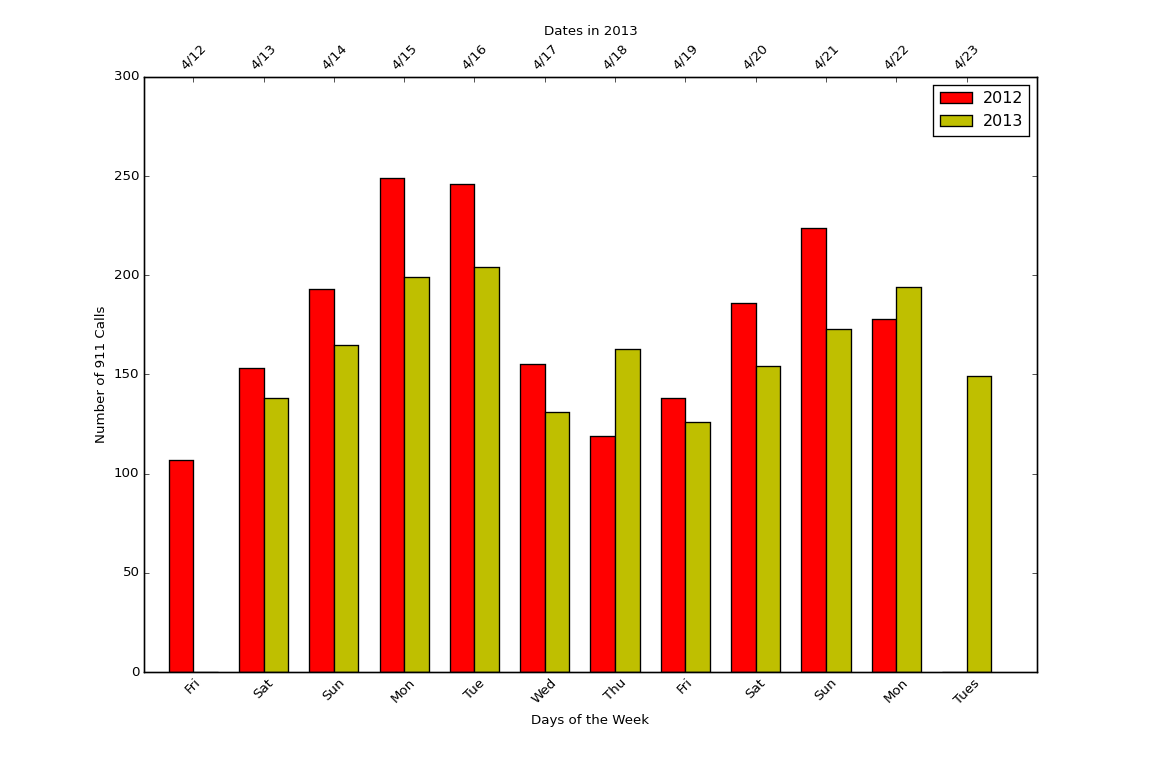 Dates in 2013
4/12 4/13 4/14 4/15 4/16 4/17 4/18 4/19 4/20 4/21 4/22 4/23
2012
2013
300
250
200
150
100
50
0
Number of 911 Calls
Fri Sat Sun Mon Tue Wed Thu Fri Sat Sun Mon Tues
Days of the Week